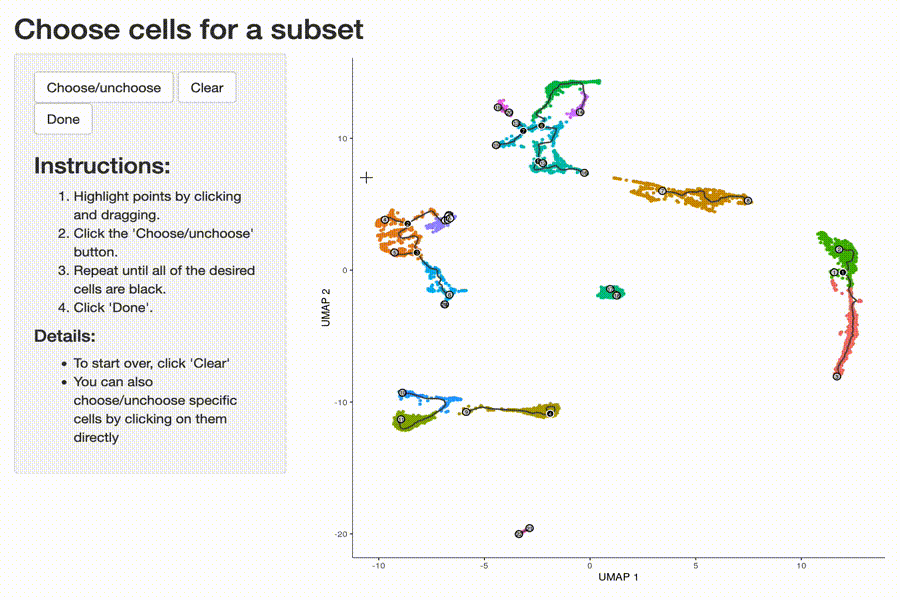 Choose cells for a subset
Choose/unchoose
Clear
Done
Instructions:
1. Highlight points by clicking
and dragging.
2. Click the 'Choose/unchoose'
button.
3. Repeat until all of the desired
cells are black.
4. Click 'Done'.
Details:
• To start over, click 'Clear'
• You can also
choose/unchoose specific
cells by clicking on them
directly
UMAP 2
10
0
-10
-20
-10
-5
0
5
10
UMAP 1